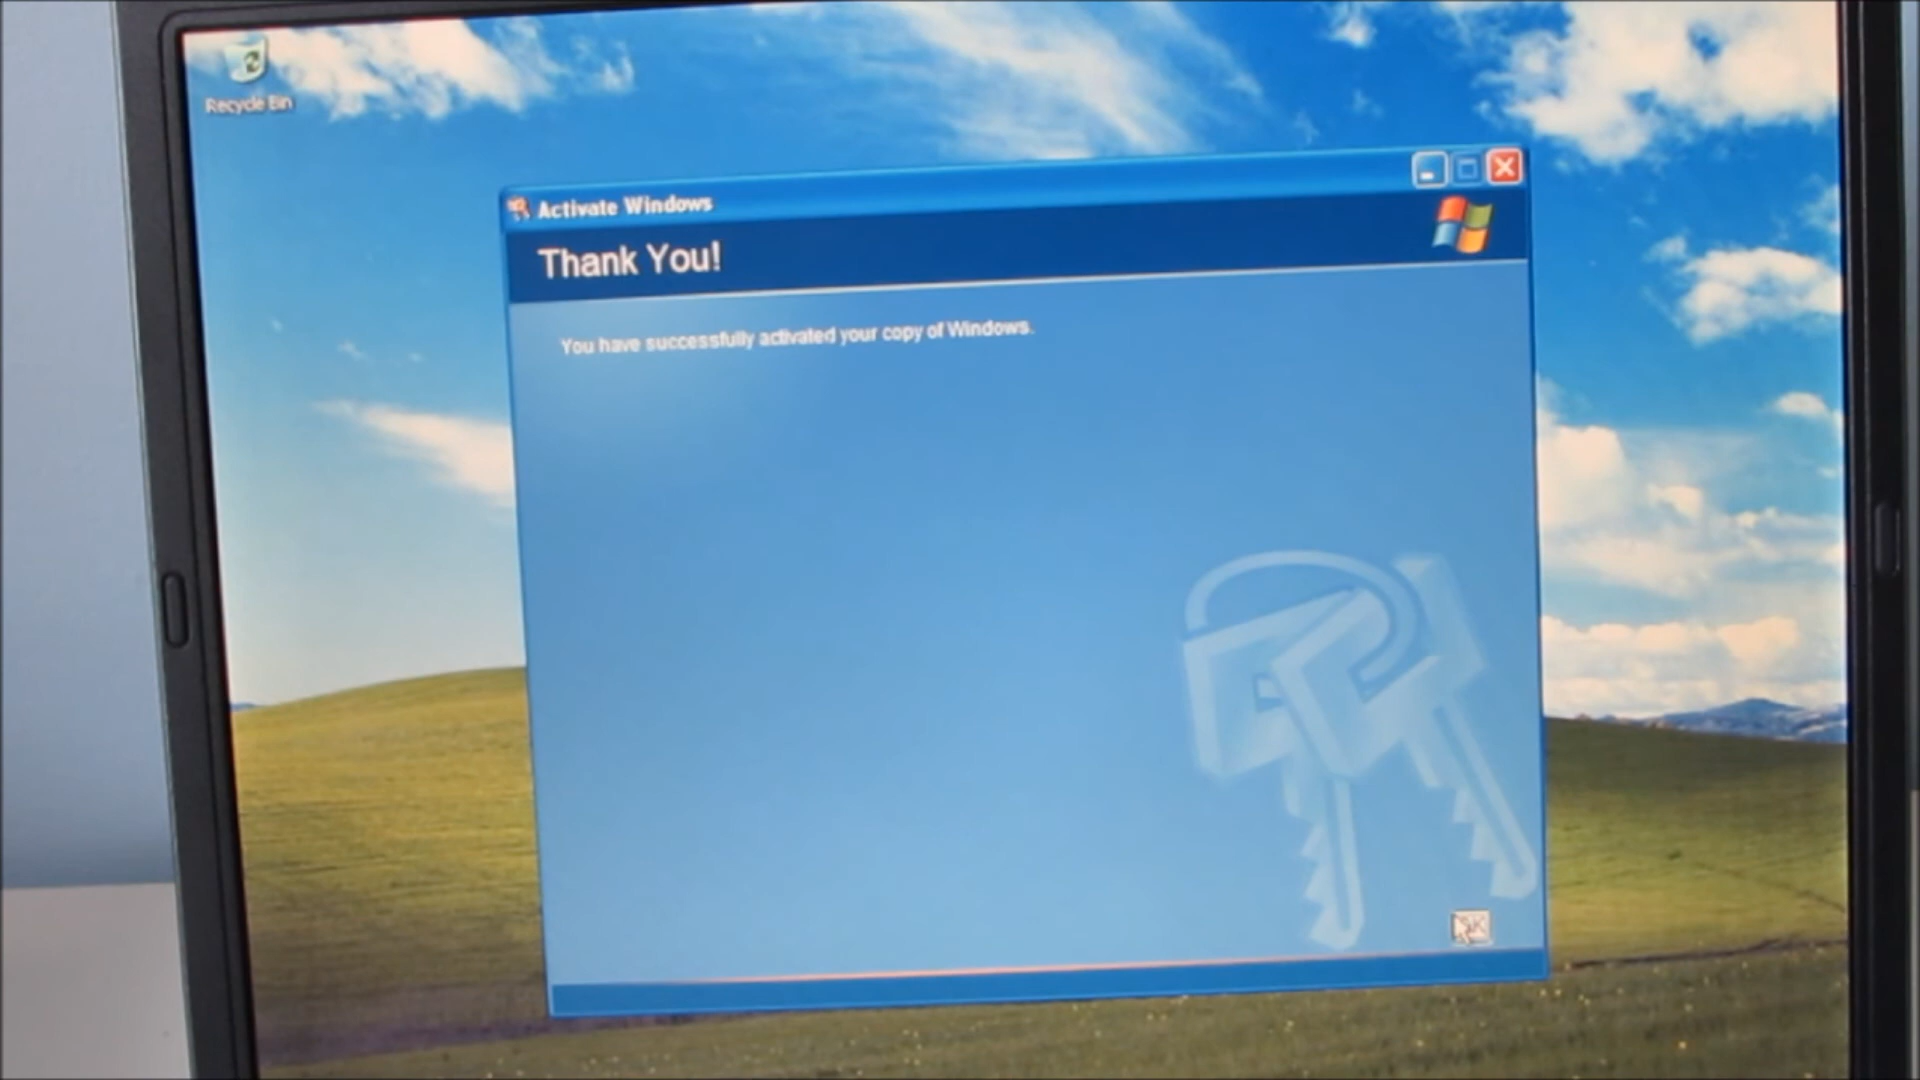 Recycle Bin
Activate Windows
Thank You!
You have successfully activated your copy of Windows.